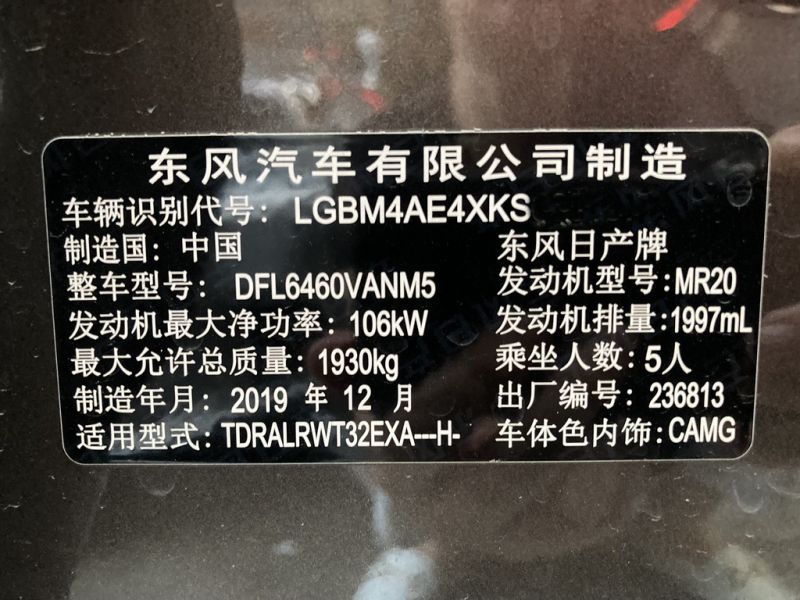 东风汽车有限公司制造
车辆识别代号: LGBM4AE4XKS
制造国: 中国 东风日产牌
整车型号: DFL6460VANM5 发动机型号: MR20
发动机最大净功率: 106kW 发动机排量: 1997mL
最大允许总质量: 1930kg 乘坐人数: 5人
制造年月: 2019 年 12 月 出厂编号: 236813
适用型式: TDRALRWT32EXA---H- 车体色内饰: CAMG